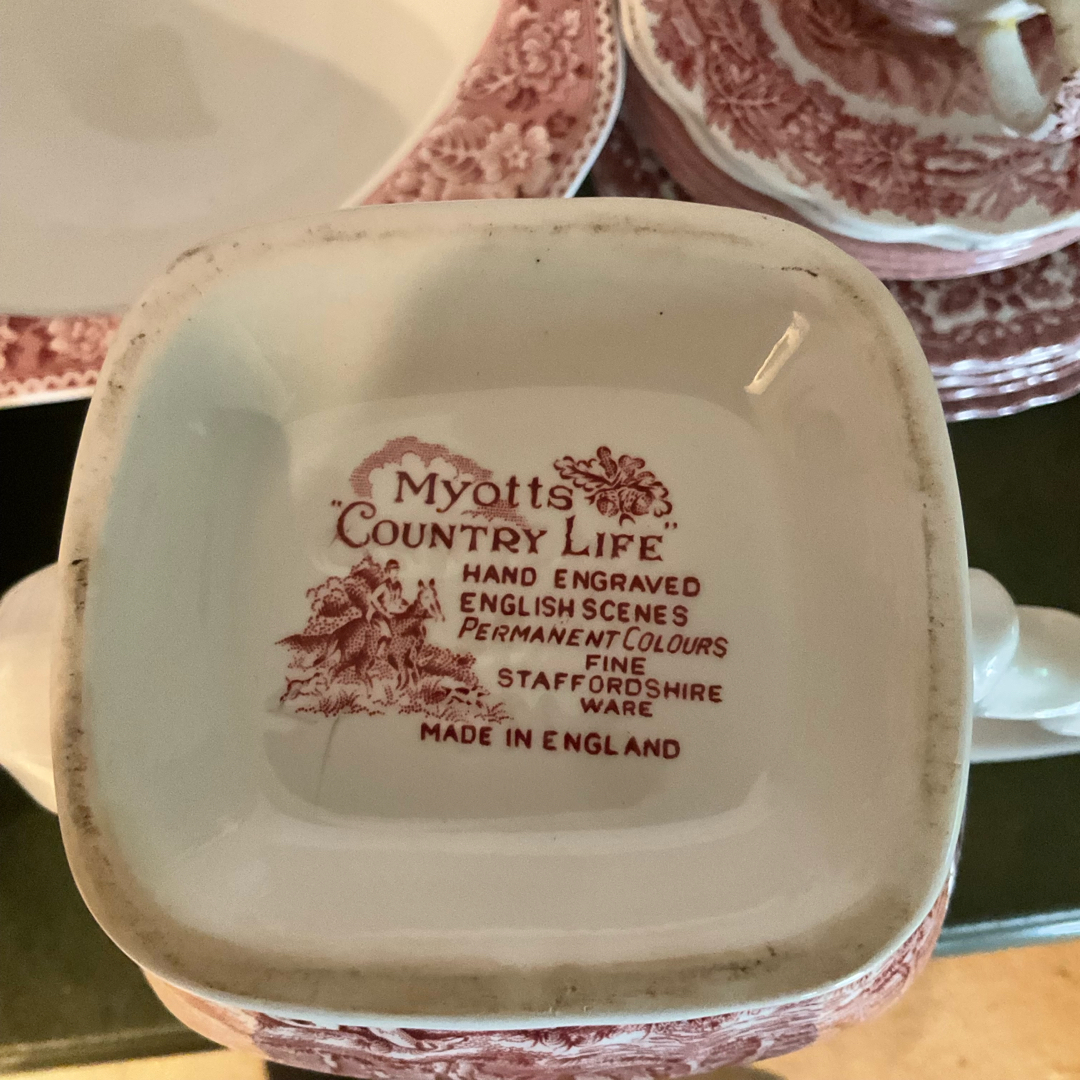 Myotts
"COUNTRY LIFE"
HAND ENGRAVED
ENGLISH SCENES
PERMANENT COLOURS
FINE
STAFFORDSHIRE
WARE
MADE IN ENGLAND